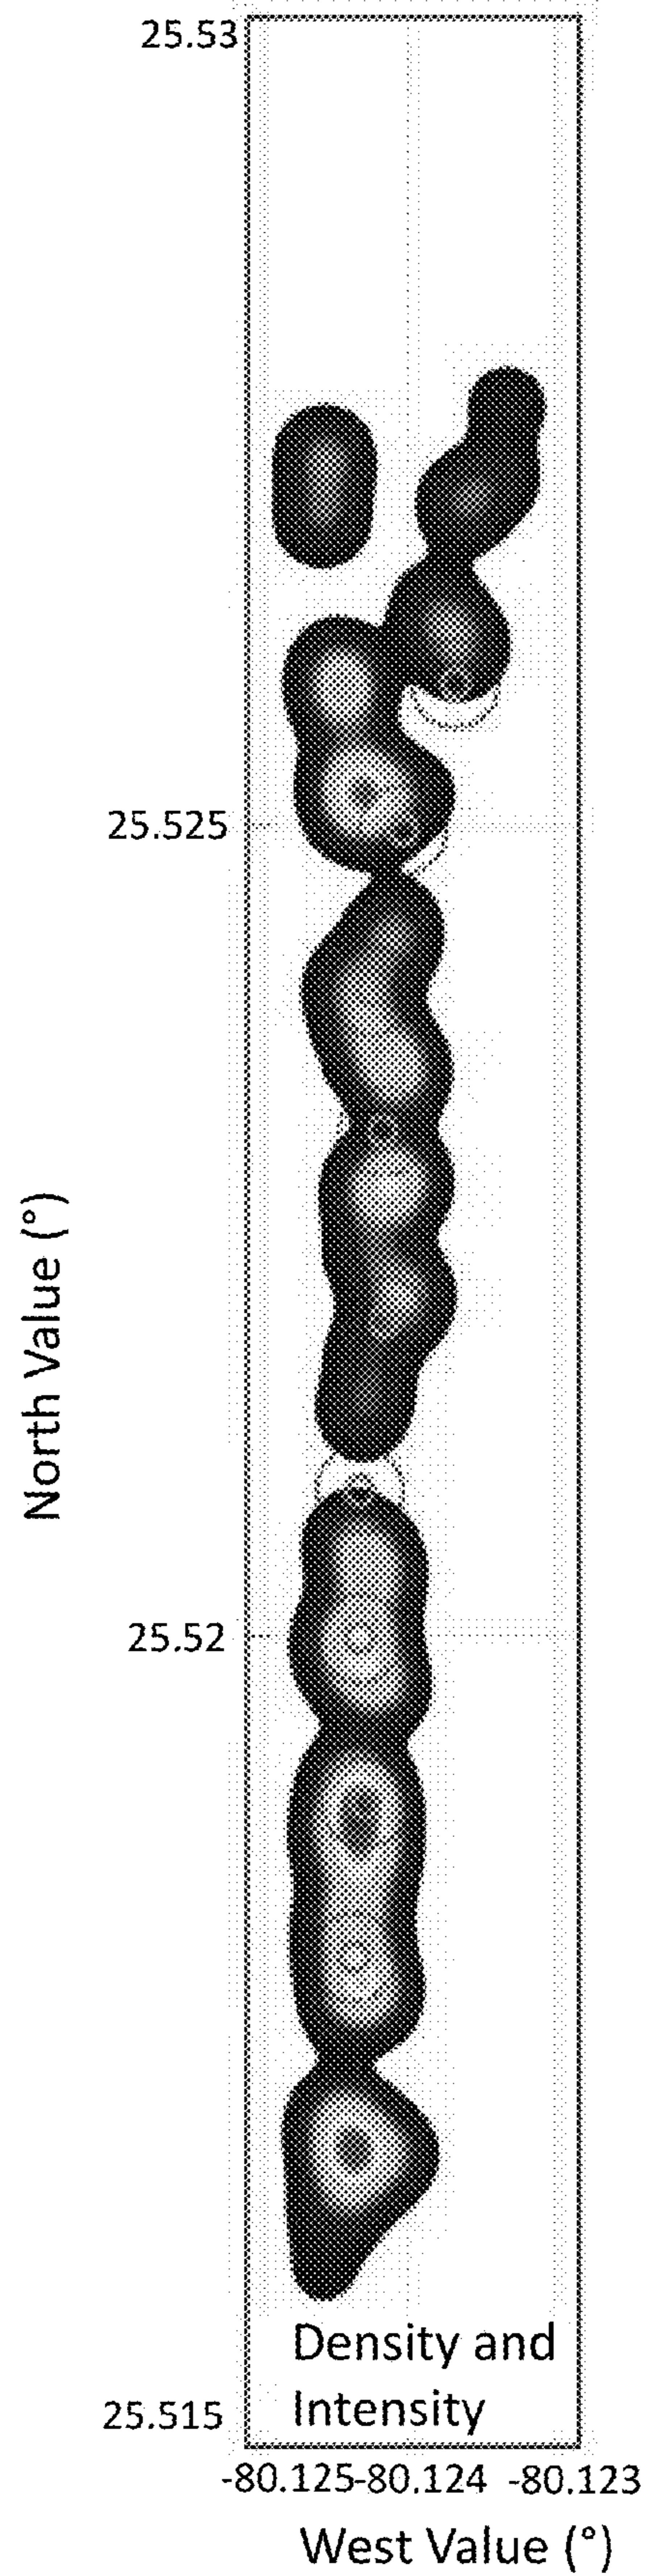 25.53
25.525
North Value (°)
25.52
Density and
Intensity
25.515
-80.125-80.124 -80.123
West Value (°)